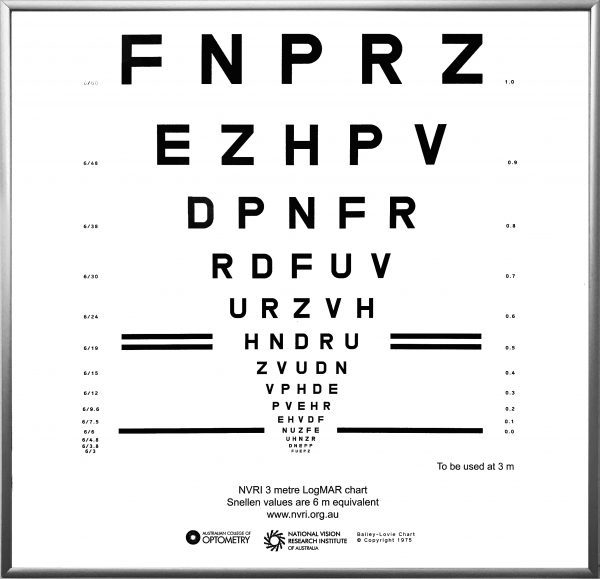 6/60 F N P R Z 1.0
6/48 E Z H P V 0.9
6/38 D P N F R 0.8
6/30 R D F U V 0.7
6/24 U R Z V H 0.6
6/19 H N D R U 0.5
6/15 Z V U D N 0.4
6/12 V P H D E 0.3
6/9.6 P V E H R 0.2
6/7.5 E H V D F 0.1
6/6 N U Z F E 0.0
6/4.8 U H N Z R
6/3.8 D N E F P
6/3 F U E P Z
To be used at 3 m
NVRI 3 metre LogMAR chart
Snellen values are 6 m equivalent
www.nvri.org.au
AUSTRALIAN COLLEGE OF
OPTOMETRY
NATIONAL VISION
RESEARCH INSTITUTE
OF AUSTRALIA
Bailey-Lovie Chart
© Copyright 1975